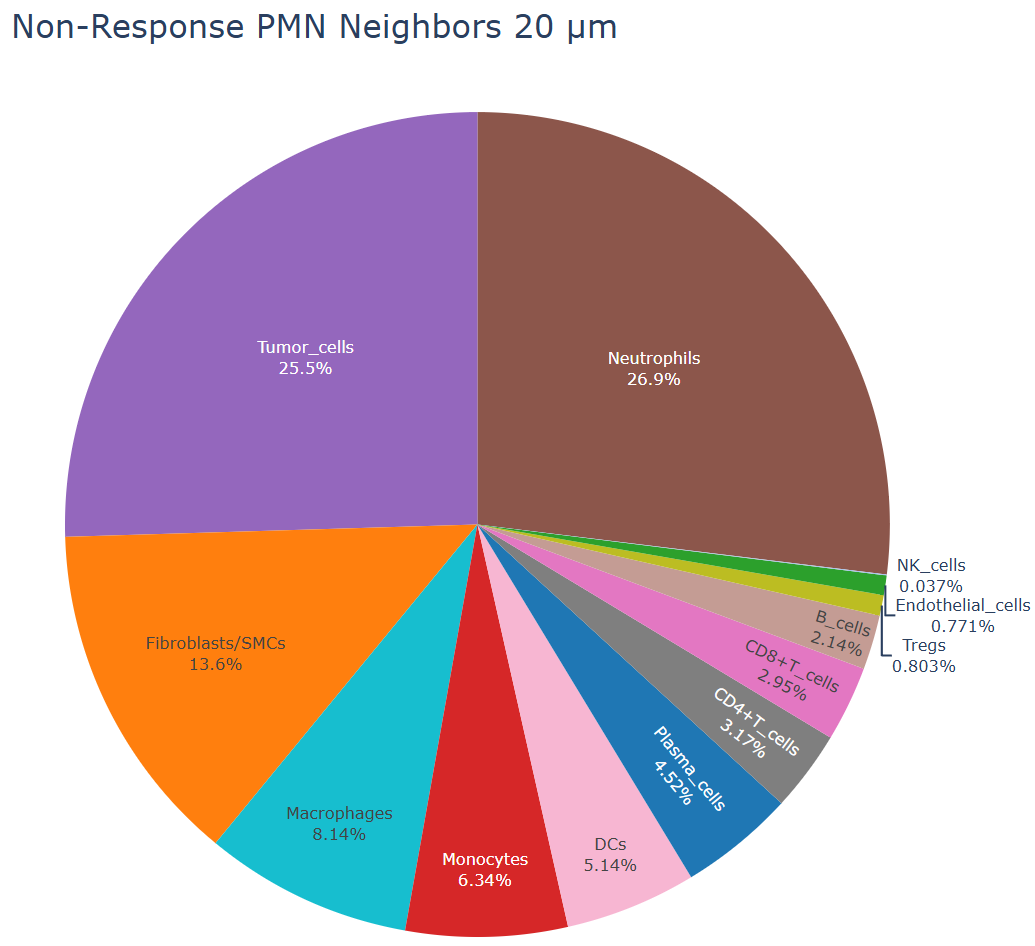 Non-Response PMN Neighbors 20 μm
Tumor_cells
25.5%
Neutrophils
26.9%
NK_cells
0.037%
Endothelial_cells
0.771%
Tregs
0.803%
B_cells
2.14%
CD8+T_cells
2.95%
CD4+T_cells
3.17%
Plasma_cells
4.52%
DCs
5.14%
Monocytes
6.34%
Macrophages
8.14%
Fibroblasts/SMCs
13.6%